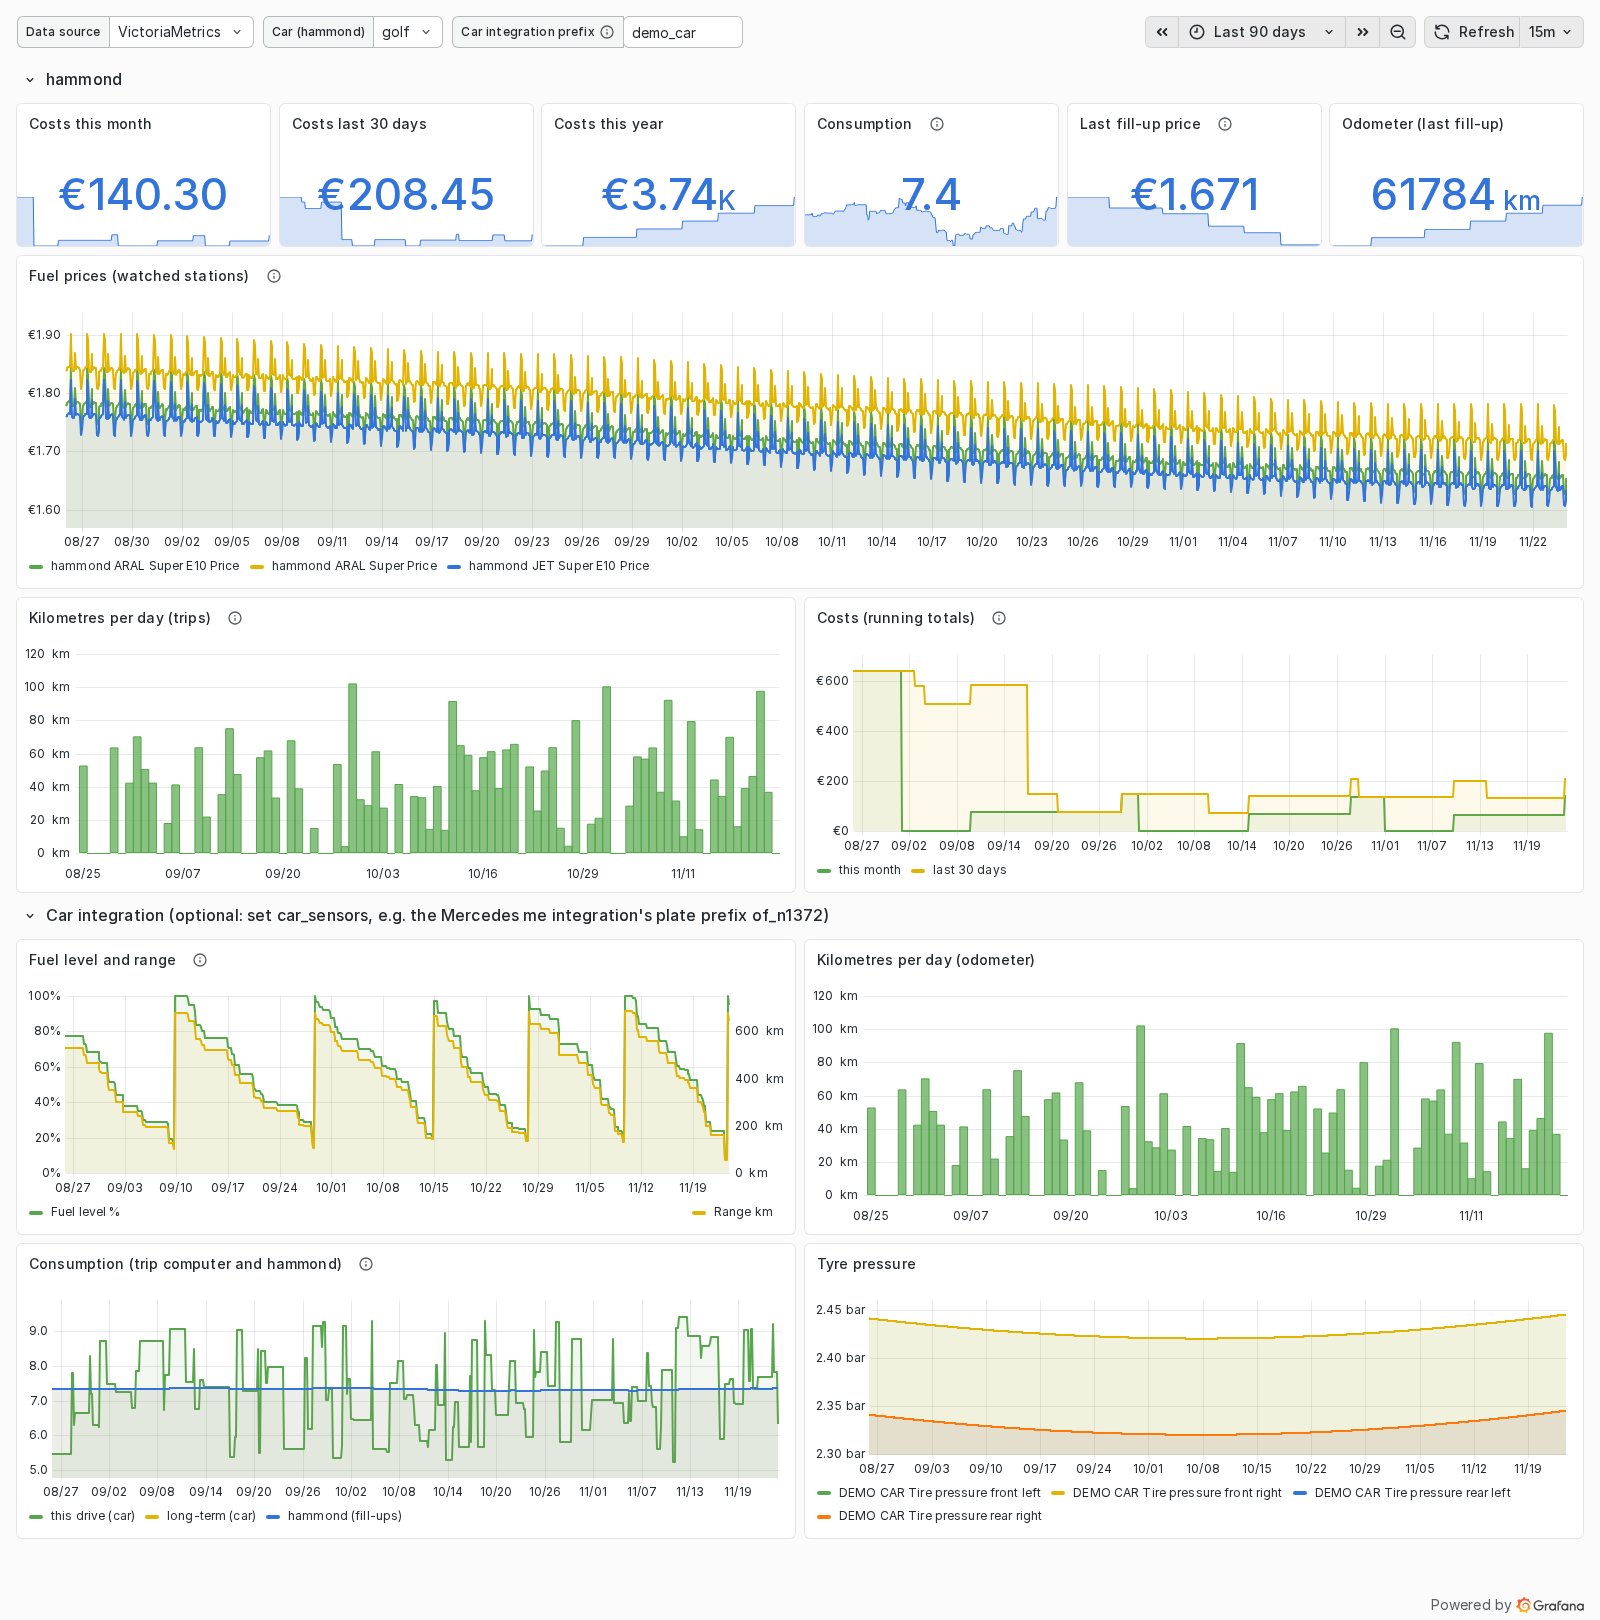 Data source VictoriaMetrics Car (hammond) golf Car integration prefix demo_car Last 90 days Refresh 15m
hammond
Costs this month Costs last 30 days Costs this year Consumption Last fill-up price Odometer (last fill-up)
€140.30 €208.45 €3.74K 7.4 €1.671 61784 km
Fuel prices (watched stations)
€1.90
€1.80
€1.70
€1.60
08/27 08/30 09/02 09/05 09/08 09/11 09/14 09/17 09/20 09/23 09/26 09/29 10/02 10/05 10/08 10/11 10/14 10/17 10/20 10/23 10/26 10/29 11/01 11/04 11/07 11/10 11/13 11/16 11/19 11/22
hammond ARAL Super E10 Price hammond ARAL Super Price hammond JET Super E10 Price
Kilometres per day (trips)
120 km
100 km
80 km
60 km
40 km
20 km
0 km
08/25 09/07 09/20 10/03 10/16 10/29 11/11
Costs (running totals)
€600
€400
€200
€0
08/27 09/02 09/08 09/14 09/20 09/26 10/02 10/08 10/14 10/20 10/26 11/01 11/07 11/13 11/19
this month last 30 days
Car integration (optional: set car_sensors, e.g. the Mercedes me integration's plate prefix of_n1372)
Fuel level and range
100%
80% 600 km
60%
40% 400 km
20% 200 km
0% 0 km
08/27 09/03 09/10 09/17 09/24 10/01 10/08 10/15 10/22 10/29 11/05 11/12 11/19
Fuel level % Range km
Kilometres per day (odometer)
120 km
100 km
80 km
60 km
40 km
20 km
0 km
08/25 09/07 09/20 10/03 10/16 10/29 11/11
Consumption (trip computer and hammond)
9.0
8.0
7.0
6.0
5.0
08/27 09/02 09/08 09/14 09/20 09/26 10/02 10/08 10/14 10/20 10/26 11/01 11/07 11/13 11/19
this drive (car) long-term (car) hammond (fill-ups)
Tyre pressure
2.45 bar
2.40 bar
2.35 bar
2.30 bar
08/27 09/03 09/10 09/17 09/24 10/01 10/08 10/15 10/22 10/29 11/05 11/12 11/19
DEMO CAR Tire pressure front left DEMO CAR Tire pressure front right DEMO CAR Tire pressure rear left
DEMO CAR Tire pressure rear right
Powered by Grafana